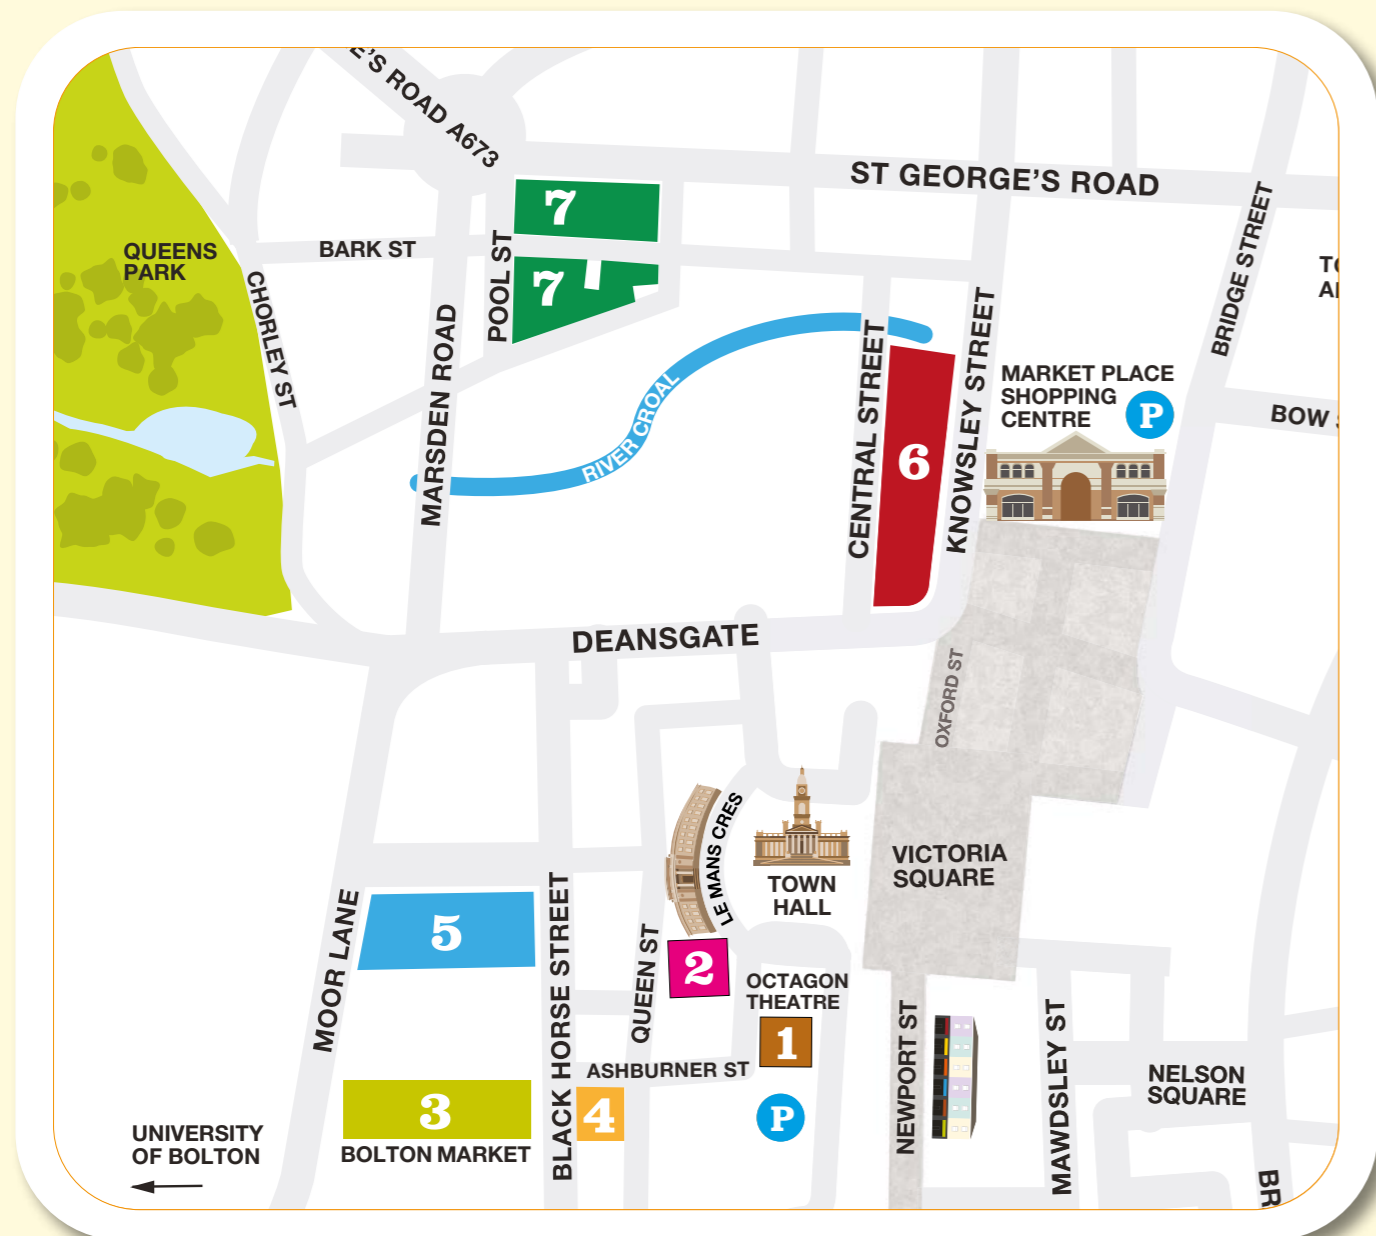 E'S ROAD A673
ST GEORGE'S ROAD
7
QUEENS
PARK
BARK ST
POOL ST
7
CHORLEY ST
MARSDEN ROAD
RIVER CROAL
CENTRAL STREET
6
KNOWSLEY STREET
BRIDGE STREET
MARKET PLACE
SHOPPING
CENTRE
P
BOW
DEANSGATE
OXFORD ST
LE MANS CRES
TOWN
HALL
VICTORIA
SQUARE
MOOR LANE
5
BLACK HORSE STREET
QUEEN ST
2
OCTAGON
THEATRE
1
ASHBURNER ST
NEWPORT ST
MAWDSLEY ST
NELSON
SQUARE
3
BOLTON MARKET
4
P
UNIVERSITY
OF BOLTON
BR